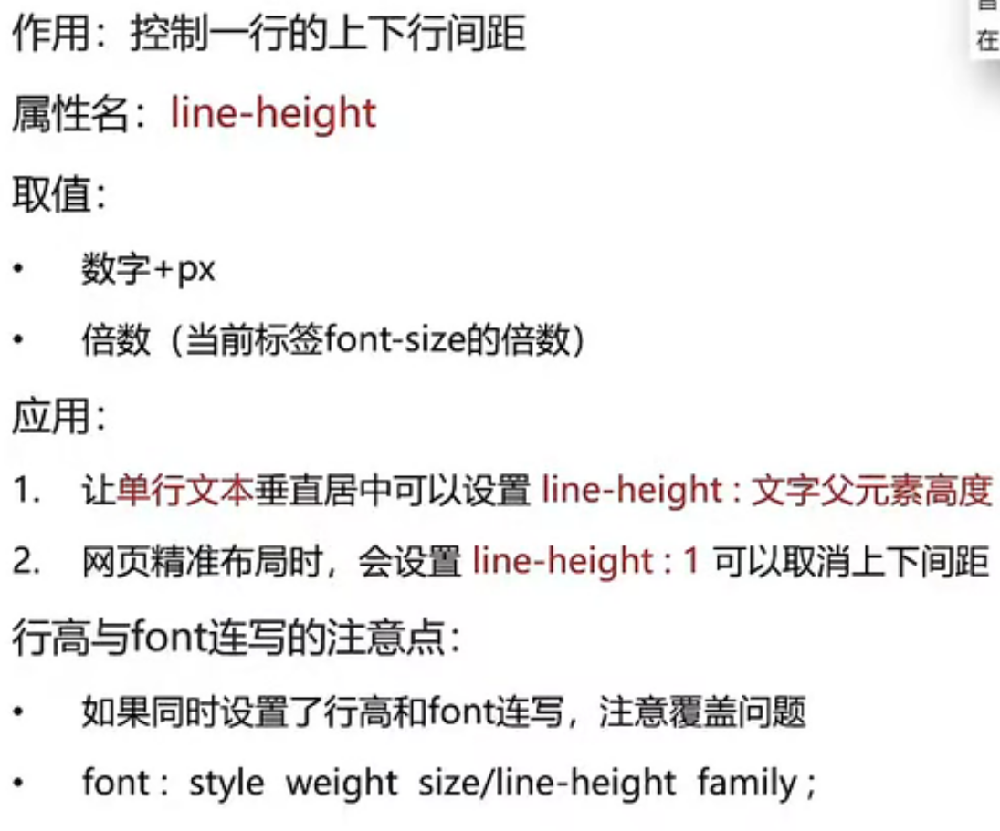 作用：控制一行的上下行间距
属性名：line-height
取值：
• 数字+px
• 倍数（当前标签font-size的倍数）
应用：
1. 让单行文本垂直居中可以设置 line-height : 文字父元素高度
2. 网页精准布局时，会设置 line-height : 1 可以取消上下间距
行高与font连写的注意点：
• 如果同时设置了行高和font连写，注意覆盖问题
• font : style weight size/line-height family ;
在